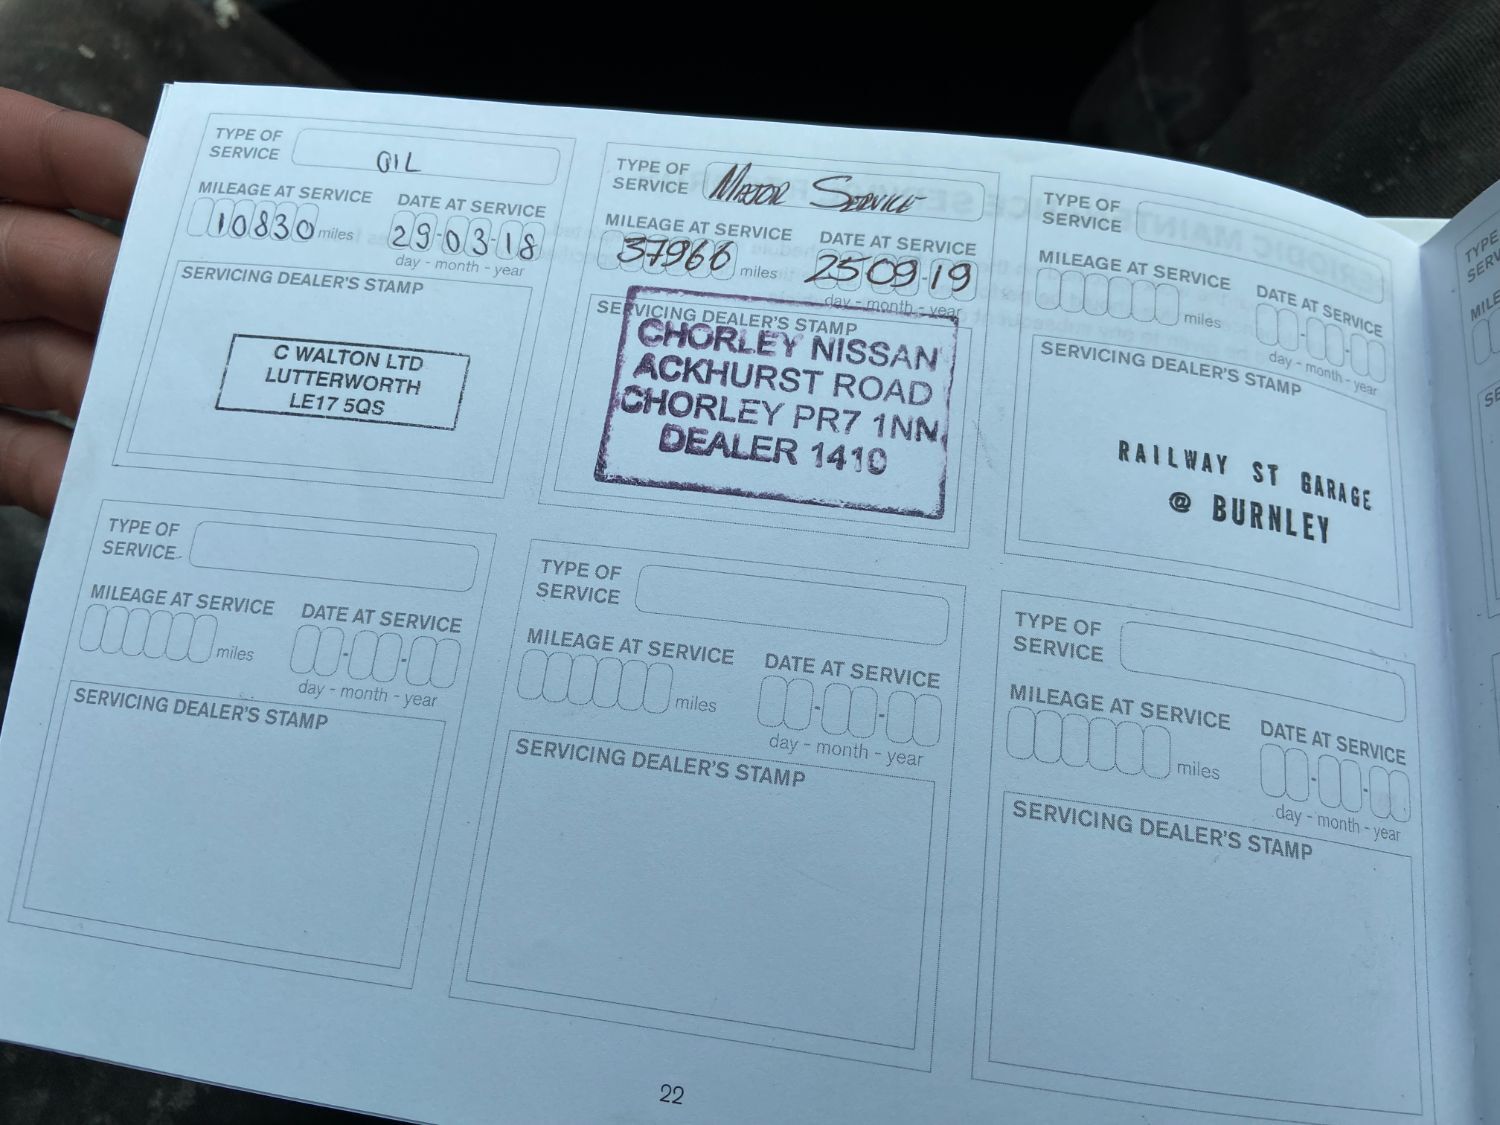 TYPE OF
SERVICE
OIL
MILEAGE AT SERVICE
DATE AT SERVICE
10830 miles
29-03-18
day - month - year
SERVICING DEALER'S STAMP
C WALTON LTD
LUTTERWORTH
LE17 5QS
TYPE OF
SERVICE
MAJOR SERVICE
MILEAGE AT SERVICE
DATE AT SERVICE
37966 miles
25 09-19
day - month - year
SERVICING DEALER'S STAMP
CHORLEY NISSAN
ACKHURST ROAD
CHORLEY PR7 1NN
DEALER 1410
TYPE OF
SERVICE
MILEAGE AT SERVICE
DATE AT SERVICE
miles
day - month - year
SERVICING DEALER'S STAMP
RAILWAY ST GARAGE
@ BURNLEY
TYPE OF
SERVICE
MILEAGE AT SERVICE
DATE AT SERVICE
miles
day - month - year
SERVICING DEALER'S STAMP
TYPE OF
SERVICE
MILEAGE AT SERVICE
DATE AT SERVICE
miles
day - month - year
SERVICING DEALER'S STAMP
TYPE OF
SERVICE
MILEAGE AT SERVICE
DATE AT SERVICE
miles
day - month - year
SERVICING DEALER'S STAMP
22